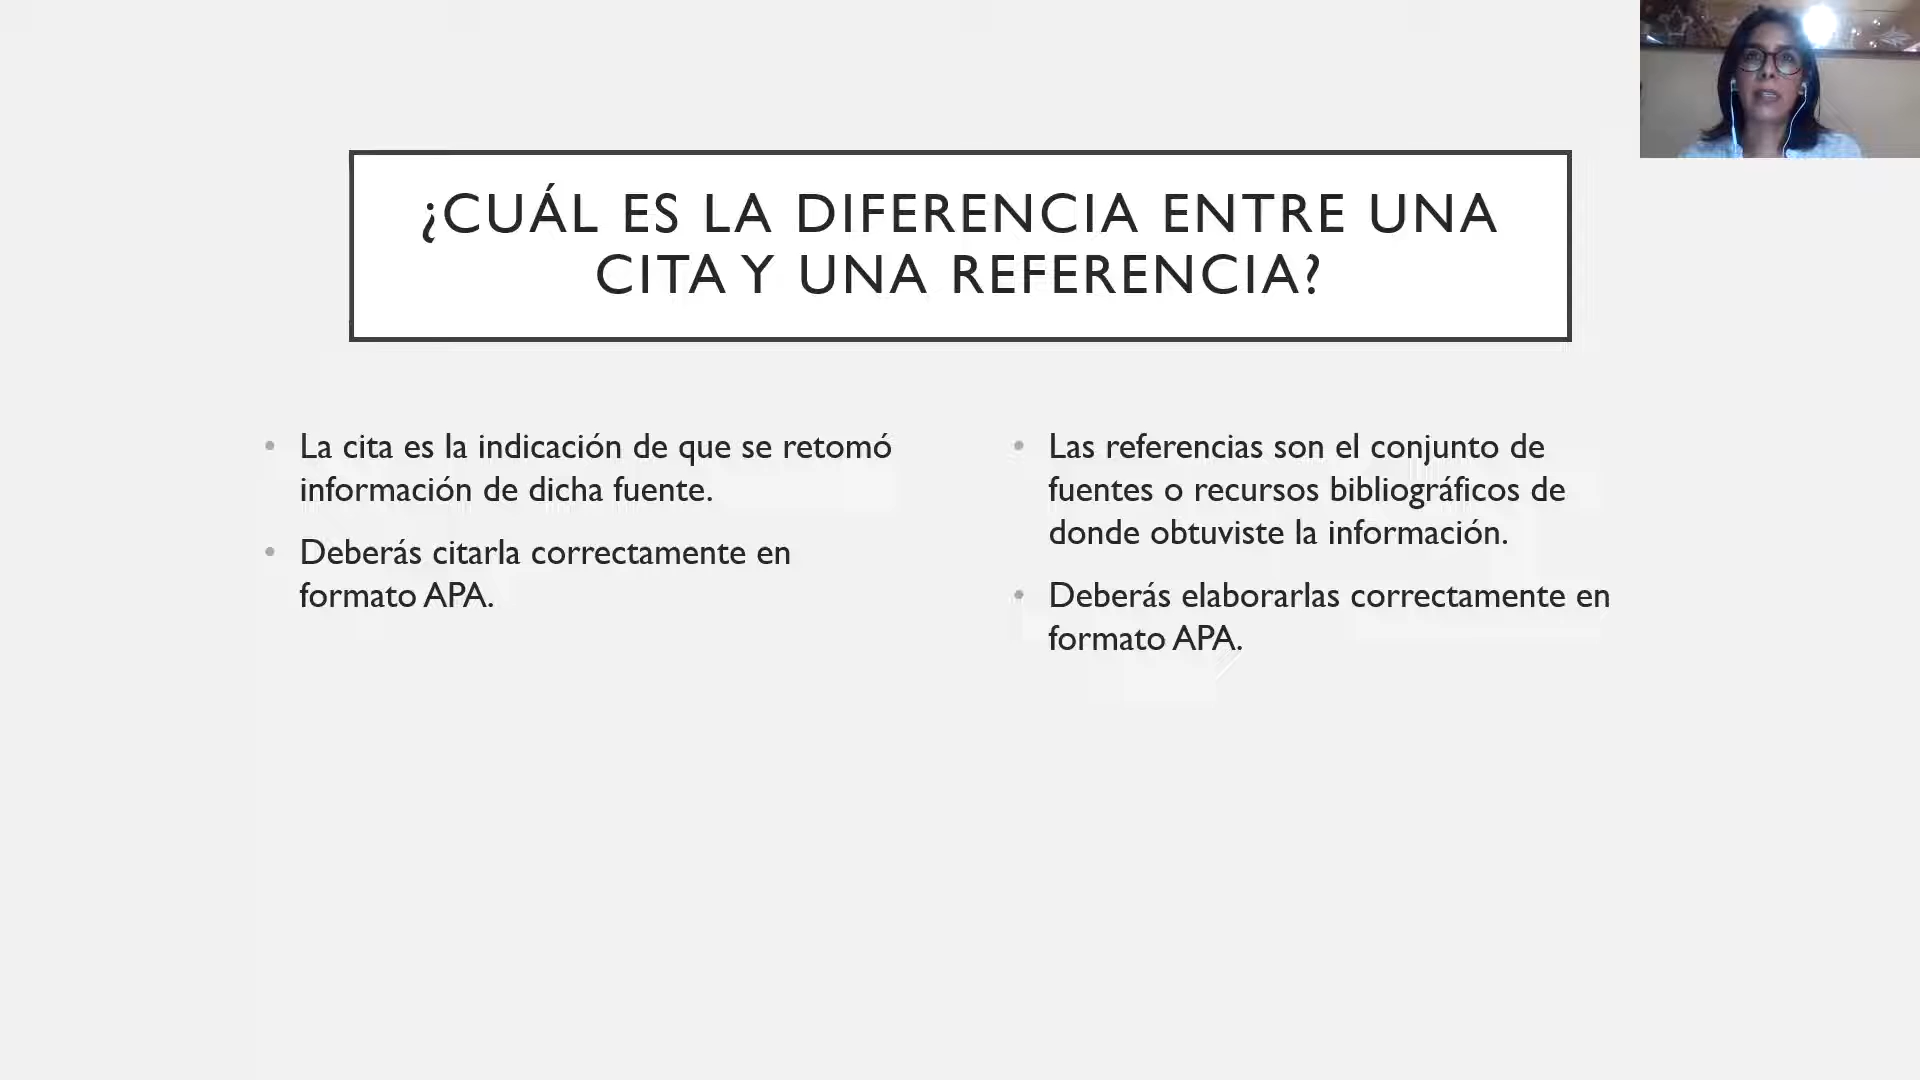 ¿CUÁL ES LA DIFERENCIA ENTRE UNA
CITA Y UNA REFERENCIA?
• La cita es la indicación de que se retomó
información de dicha fuente.
• Deberás citarla correctamente en
formato APA.
• Las referencias son el conjunto de
fuentes o recursos bibliográficos de
donde obtuviste la información.
• Deberás elaborarlas correctamente en
formato APA.